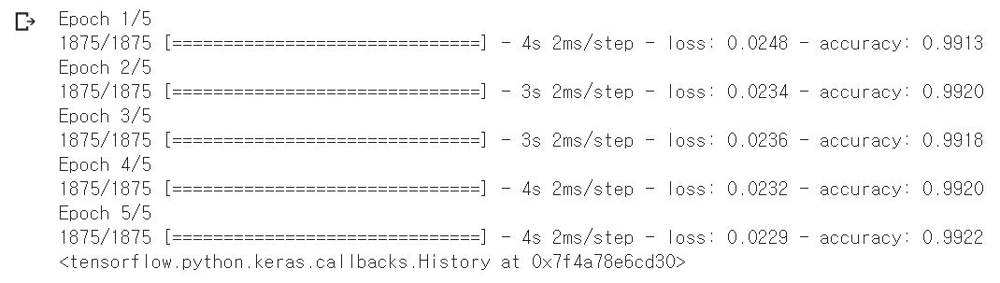 Epoch 1/5
1875/1875 [==============================] - 4s 2ms/step - loss: 0.0248 - accuracy: 0.9913
Epoch 2/5
1875/1875 [==============================] - 3s 2ms/step - loss: 0.0234 - accuracy: 0.9920
Epoch 3/5
1875/1875 [==============================] - 3s 2ms/step - loss: 0.0236 - accuracy: 0.9918
Epoch 4/5
1875/1875 [==============================] - 4s 2ms/step - loss: 0.0232 - accuracy: 0.9920
Epoch 5/5
1875/1875 [==============================] - 4s 2ms/step - loss: 0.0229 - accuracy: 0.9922
<tensorflow.python.keras.callbacks.History at 0x7f4a78e6cd30>